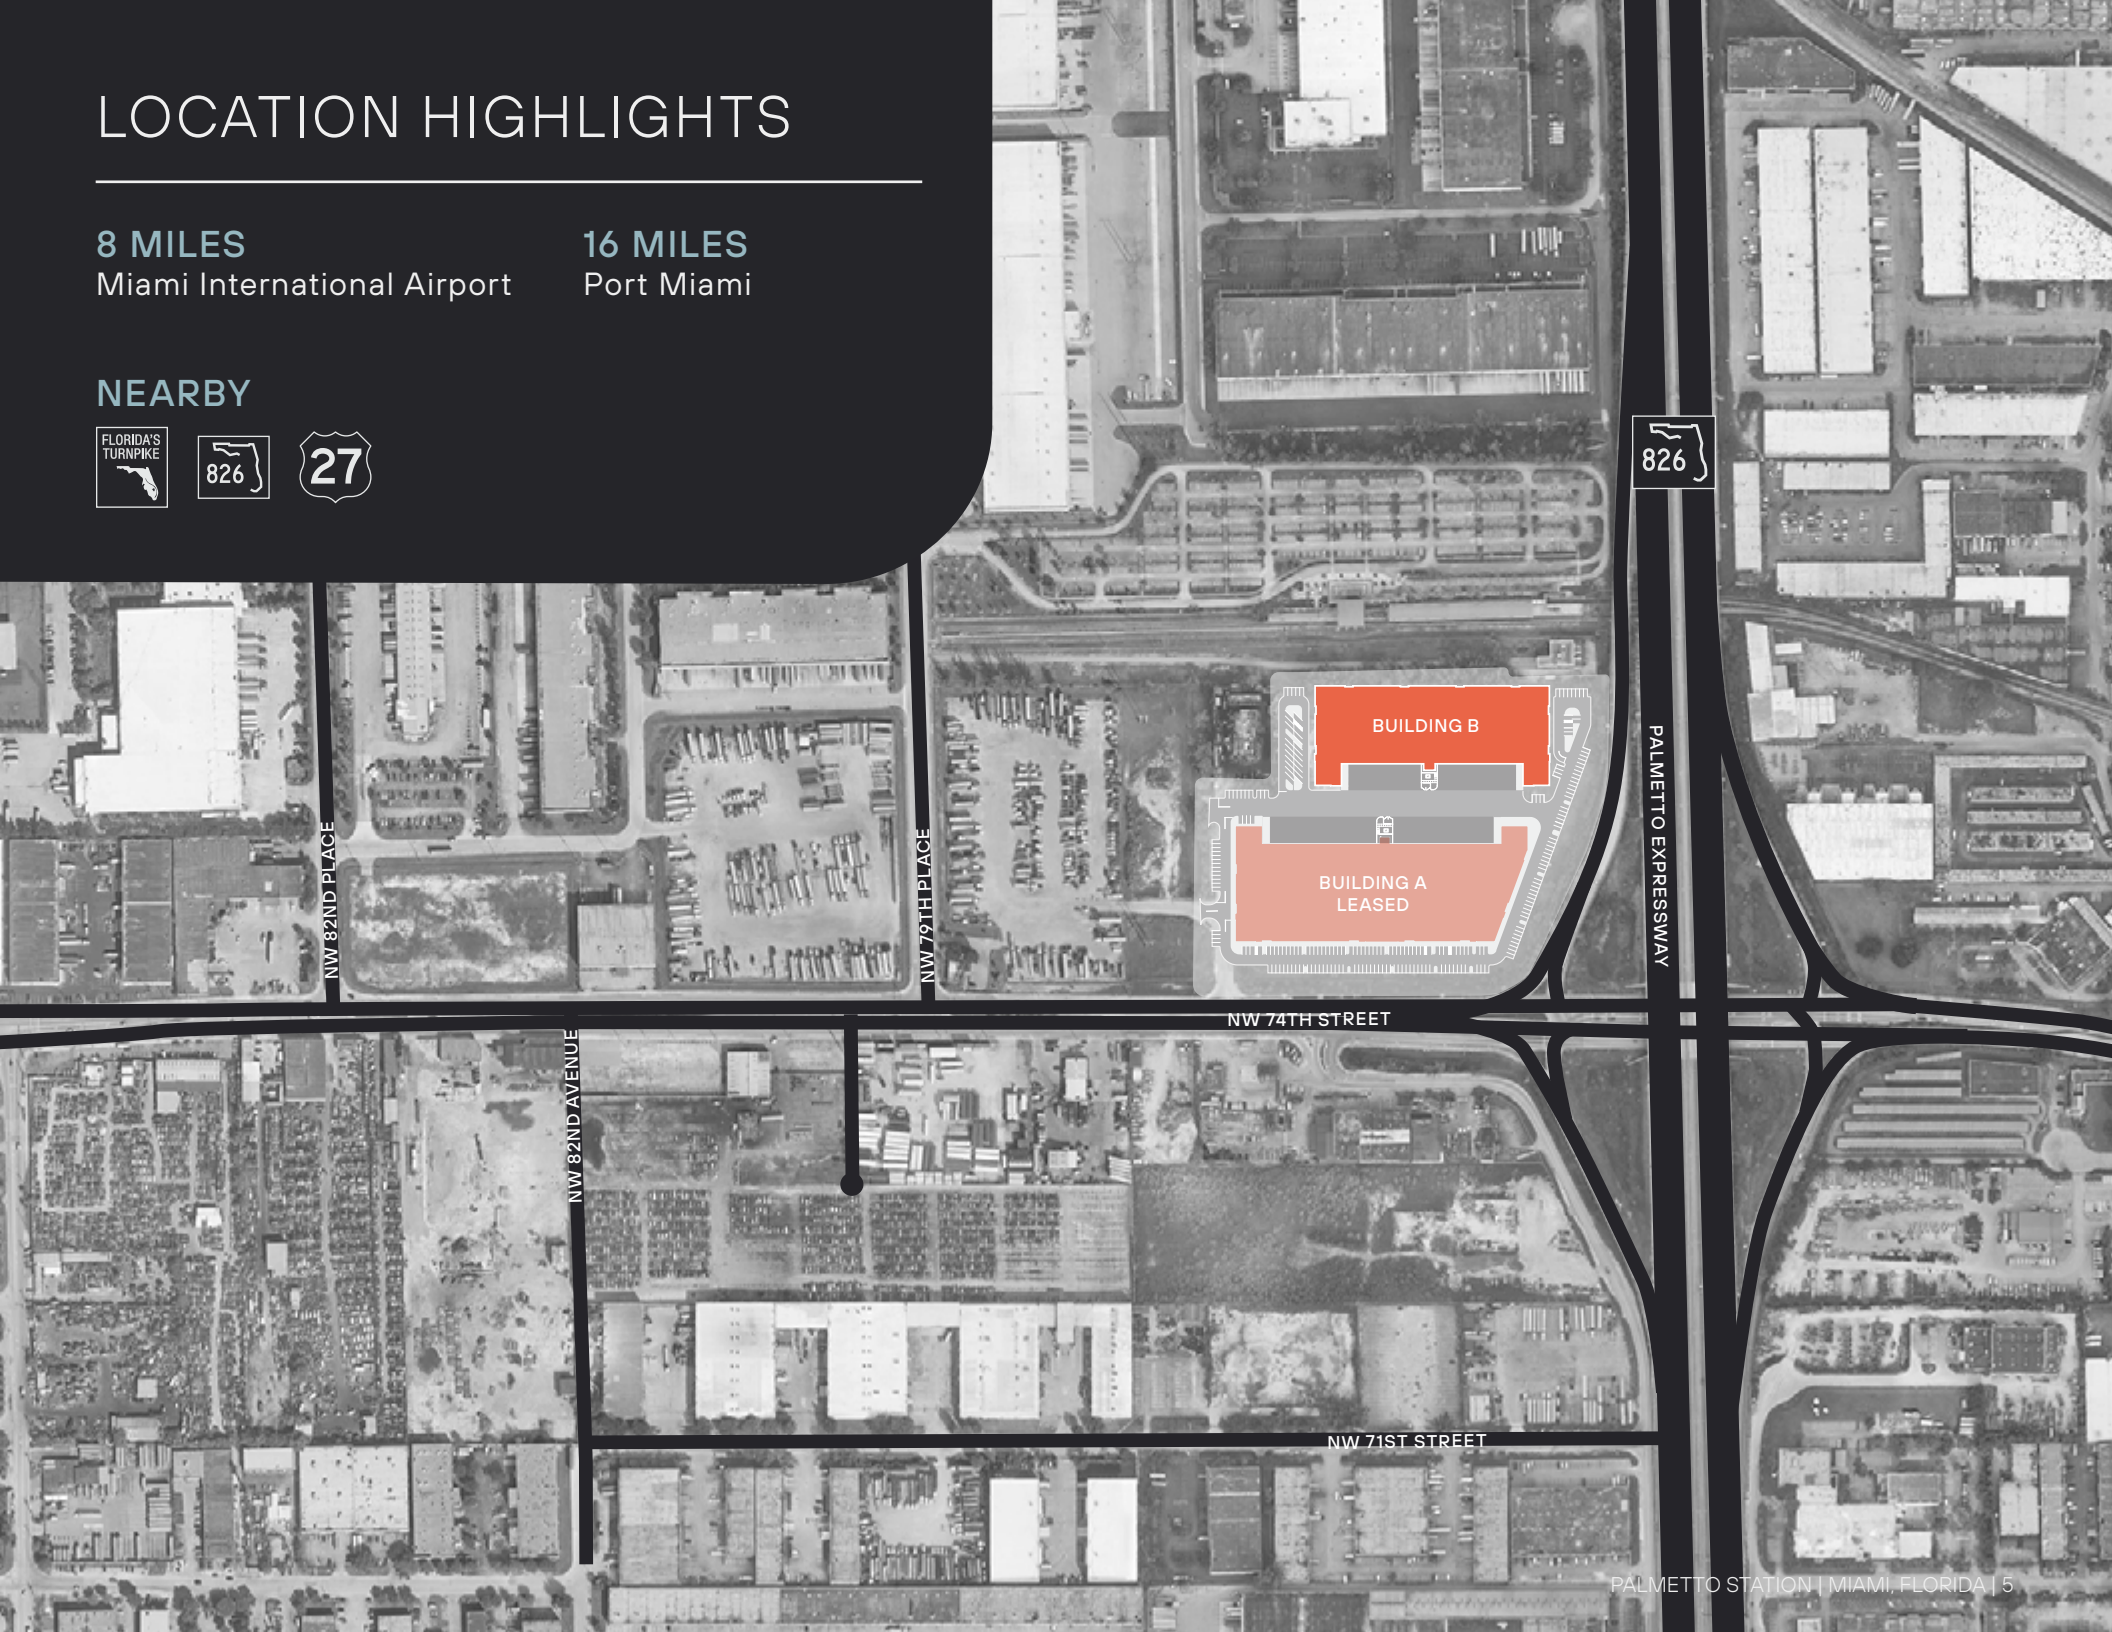 LOCATION HIGHLIGHTS
8 MILES
Miami International Airport
16 MILES
Port Miami
NEARBY
FLORIDA'S
TURNPIKE
826
27
826
BUILDING B
PALMETTO EXPRESSWAY
BUILDING A
LEASED
NW 82ND PLACE
NW 79TH PLACE
NW 74TH STREET
NW 82ND AVENUE
NW 71ST STREET
PALMETTO STATION | MIAMI, FLORIDA | 5